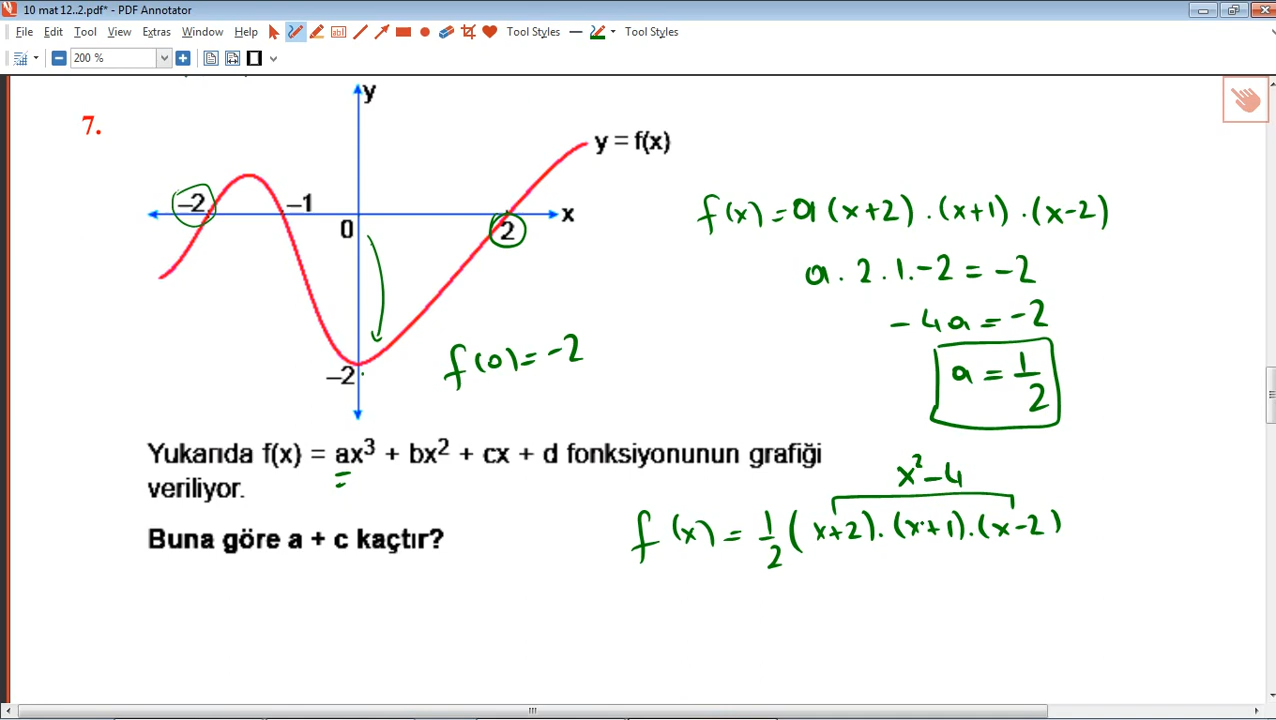 10 mat 12..2.pdf* - PDF Annotator
File Edit Tool View Extras Window Help Tool Styles Tool Styles
200 %
7.
y
y = f(x)
–2
–1
0
2
x
–2
f(0)=-2
f(x)=a(x+2).(x+1).(x-2)
a.2.1.-2=-2
-4a=-2
a=1/2
Yukarıda f(x) = ax³ + bx² + cx + d fonksiyonunun grafiği
veriliyor.
Buna göre a + c kaçtır?
x²-4
f(x)=1/2(x+2).(x+1).(x-2)